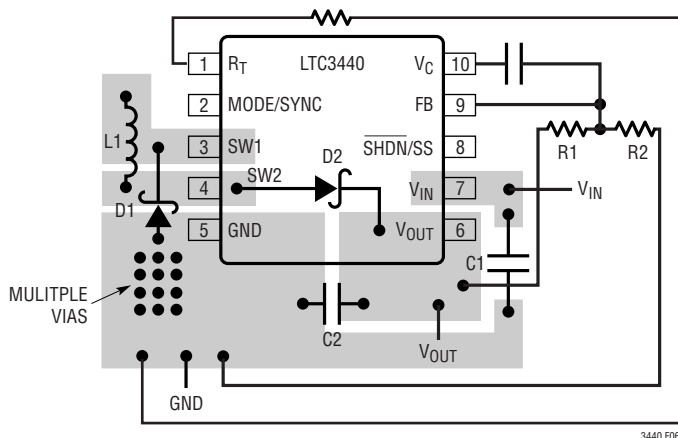 1 RT LTC3440 VC 10
2 MODE/SYNC FB 9
L1 3 SW1 SHDN/SS 8 R1 R2
4 SW2 D2 VIN 7 VIN
D1 5 GND VOUT 6
C1
MULITPLE
VIAS
C2
VOUT
GND
3440 F06